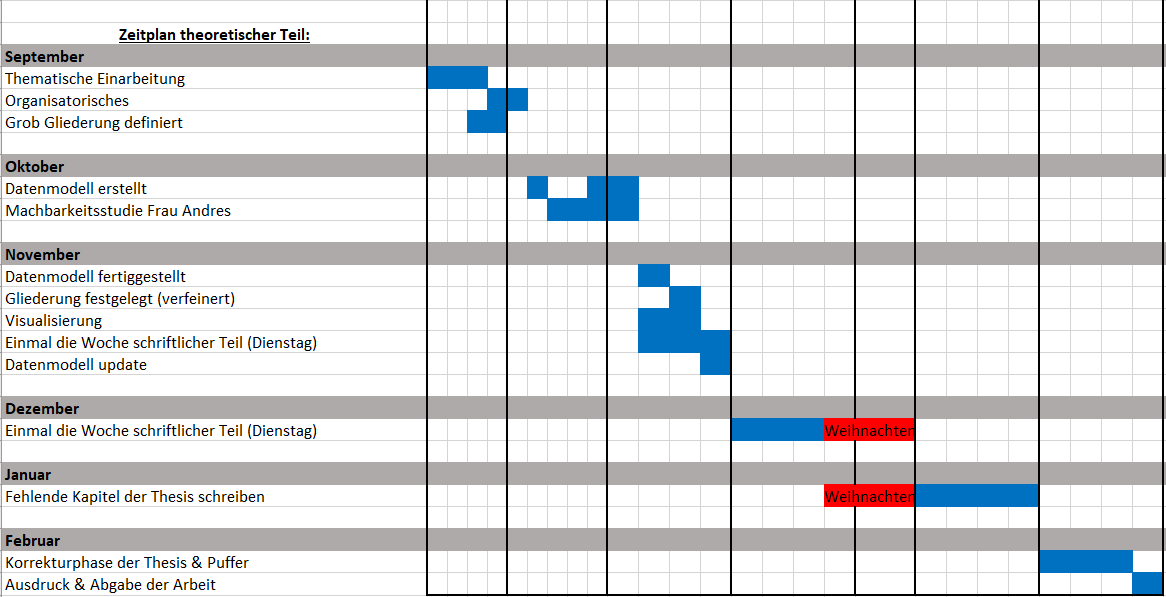 Zeitplan theoretischer Teil:
September
Thematische Einarbeitung
Organisatorisches
Grob Gliederung definiert
Oktober
Datenmodell erstellt
Machbarkeitsstudie Frau Andres
November
Datenmodell fertiggestellt
Gliederung festgelegt (verfeinert)
Visualisierung
Einmal die Woche schriftlicher Teil (Dienstag)
Datenmodell update
Dezember
Einmal die Woche schriftlicher Teil (Dienstag) Weihnachten
Januar
Fehlende Kapitel der Thesis schreiben Weihnachten
Februar
Korrekturphase der Thesis & Puffer
Ausdruck & Abgabe der Arbeit